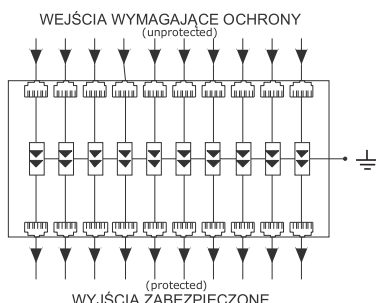 WEJŚCIA WYMAGAJĄCE OCHRONY
(unprotected)
(protected)
WYJŚCIA ZABEZPIECZONE